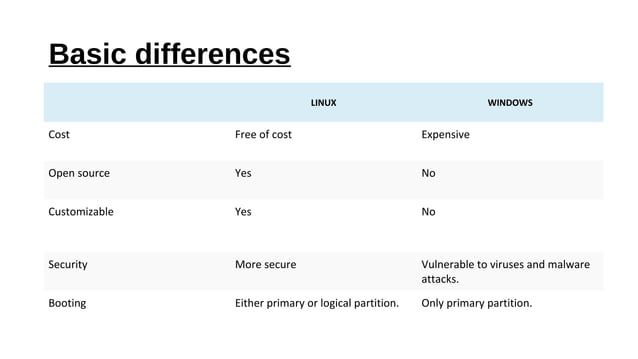 Basic differences
LINUX WINDOWS
Cost Free of cost Expensive
Open source Yes No
Customizable Yes No
Security More secure Vulnerable to viruses and malware
attacks.
Booting Either primary or logical partition. Only primary partition.